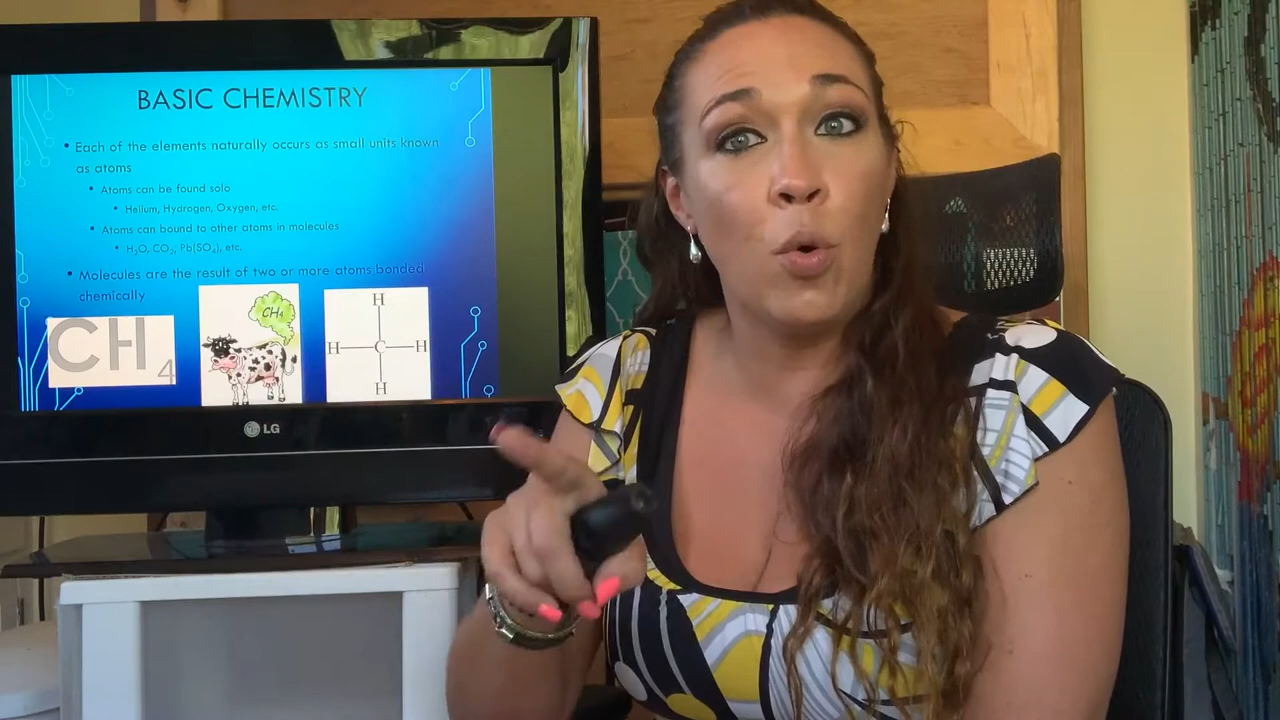 BASIC CHEMISTRY
• Each of the elements naturally occurs as small units known
as atoms
• Atoms can be found solo
• Helium, Hydrogen, Oxygen, etc.
• Atoms can bound to other atoms in molecules
• H₂O, CO₂, Pb(SO₄), etc.
• Molecules are the result of two or more atoms bonded
chemically
CH₄
CH₄
H
H C H
H
LG